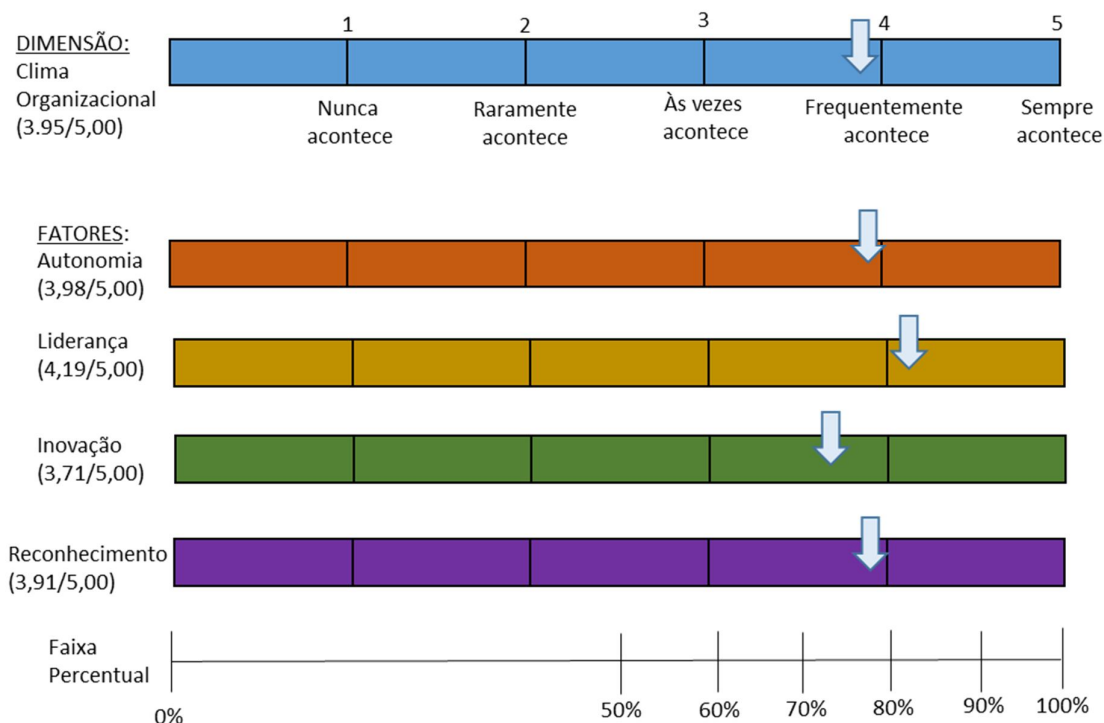 1 2 3 4 5
DIMENSÃO:
Clima
Organizacional
(3.95/5,00)
Nunca
acontece
Raramente
acontece
Às vezes
acontece
Frequentemente
acontece
Sempre
acontece
FATORES:
Autonomia
(3,98/5,00)
Liderança
(4,19/5,00)
Inovação
(3,71/5,00)
Reconhecimento
(3,91/5,00)
Faixa
Percentual
0% 50% 60% 70% 80% 90% 100%